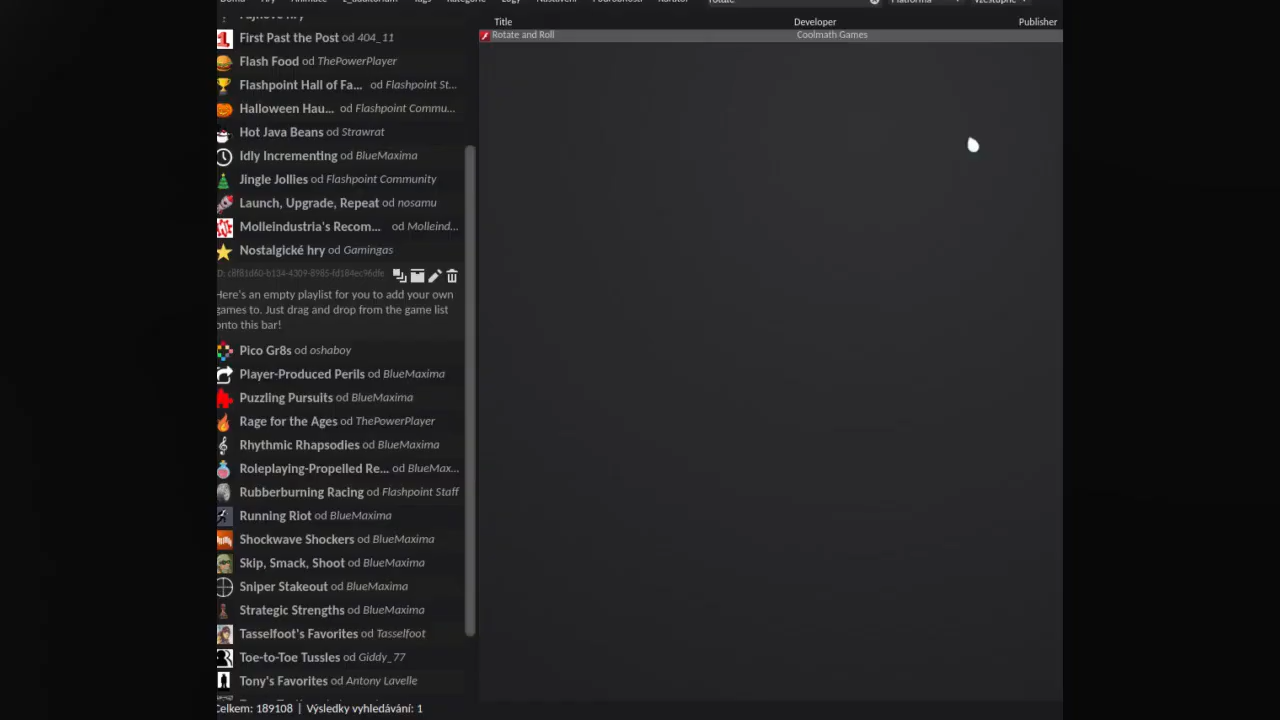 rotate
Title Developer Publisher
Rotate and Roll Coolmath Games
First Past the Post od 404_11
Flash Food od ThePowerPlayer
Flashpoint Hall of Fa... od Flashpoint St...
Halloween Hau... od Flashpoint Commu...
Hot Java Beans od Strawrat
Idly Incrementing od BlueMaxima
Jingle Jollies od Flashpoint Community
Launch, Upgrade, Repeat od nosamu
Molleindustria's Recom... od Molleind...
Nostalgické hry od Gamingas
D: c8f81d60-b134-4309-8985-fd184ec96dfe
Here's an empty playlist for you to add your own
games to. Just drag and drop from the game list
onto this bar!
Pico Gr8s od oshaboy
Player-Produced Perils od BlueMaxima
Puzzling Pursuits od BlueMaxima
Rage for the Ages od ThePowerPlayer
Rhythmic Rhapsodies od BlueMaxima
Roleplaying-Propelled Re... od BlueMax...
Rubberburning Racing od Flashpoint Staff
Running Riot od BlueMaxima
Shockwave Shockers od BlueMaxima
Skip, Smack, Shoot od BlueMaxima
Sniper Stakeout od BlueMaxima
Strategic Strengths od BlueMaxima
Tasselfoot's Favorites od Tasselfoot
Toe-to-Toe Tussles od Giddy_77
Tony's Favorites od Antony Lavelle
Celkem: 189108 | Výsledky vyhledávání: 1